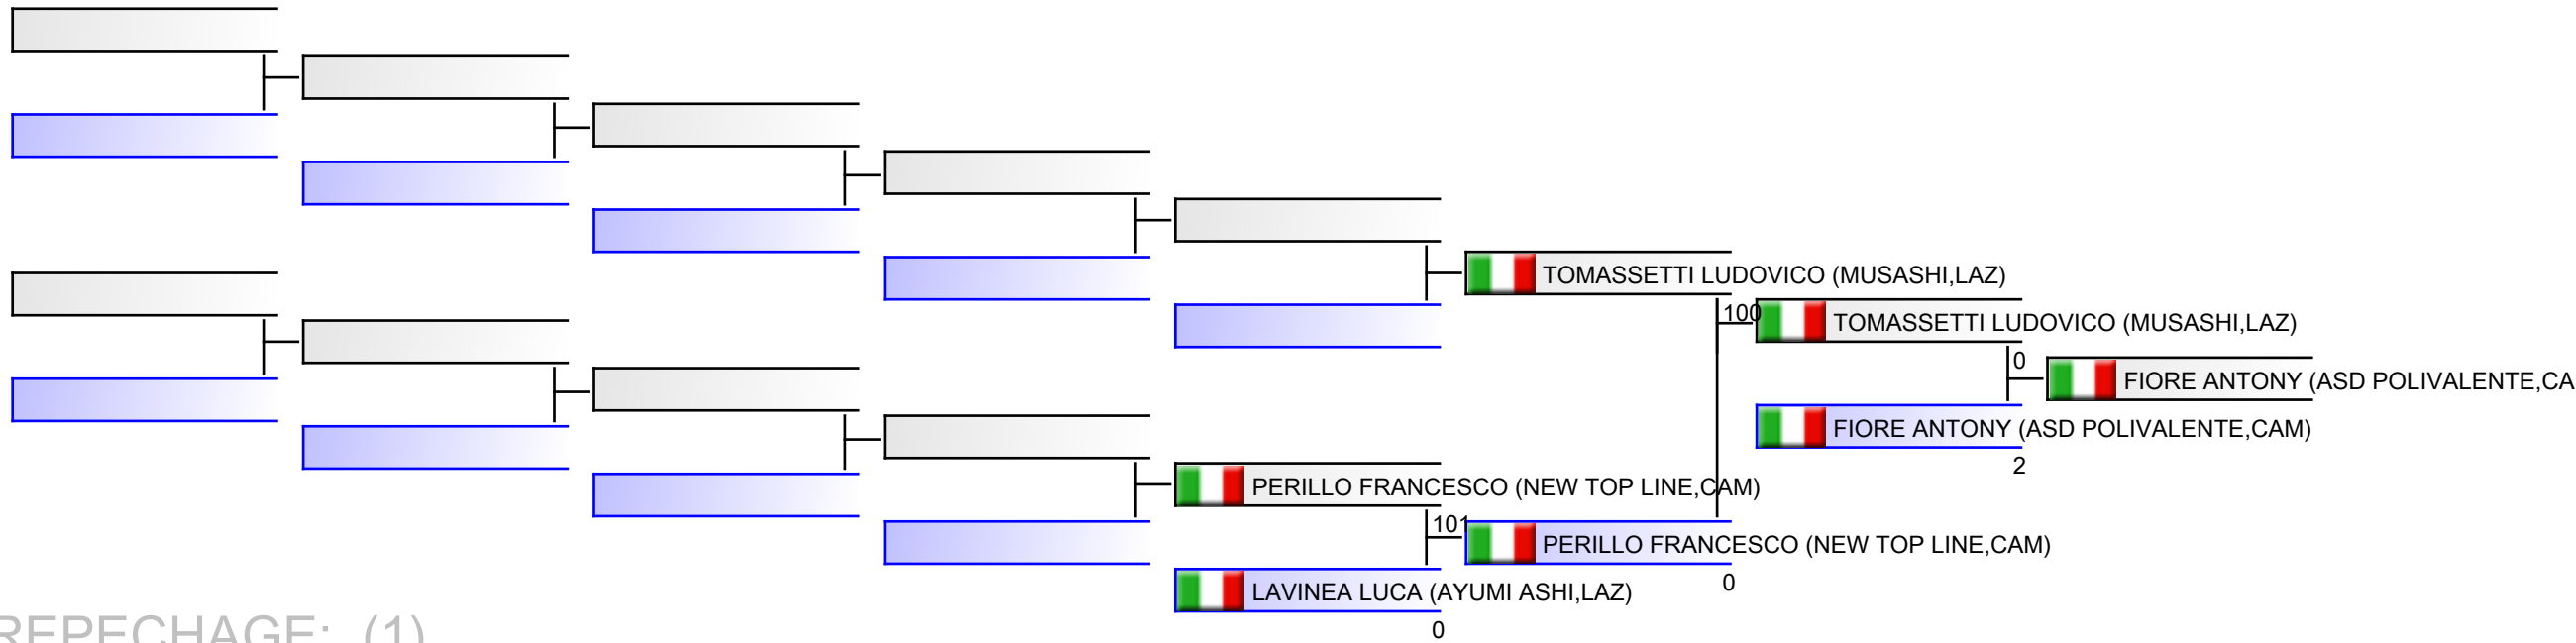 TOMASSETTI LUDOVICO (MUSASHI,LAZ)
100
TOMASSETTI LUDOVICO (MUSASHI,LAZ)
0
FIORE ANTONY (ASD POLIVALENTE,CA
FIORE ANTONY (ASD POLIVALENTE,CAM)
2
PERILLO FRANCESCO (NEW TOP LINE,CAM)
101
PERILLO FRANCESCO (NEW TOP LINE,CAM)
0
LAVINEA LUCA (AYUMI ASHI,LAZ)
0
REPECHAGE: (1)